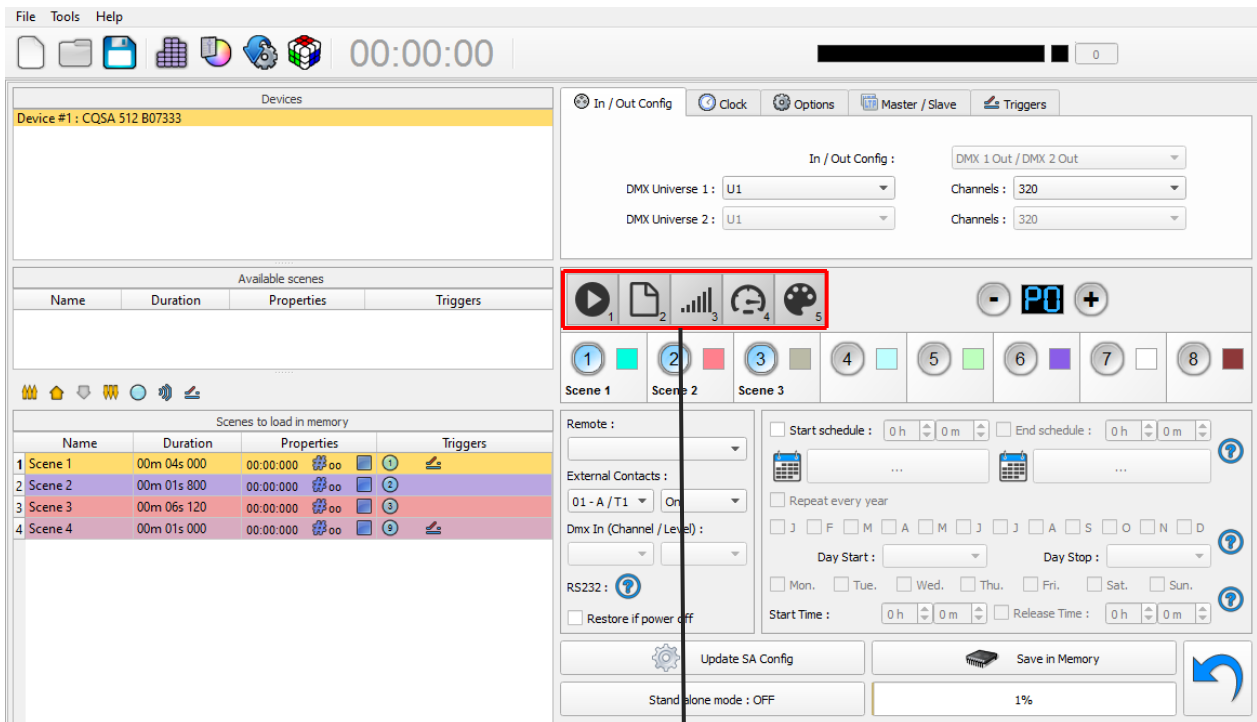 File Tools Help
00:00:00
0
Devices
Device #1 : CQSA 512 B07333
In / Out Config Clock Options Master / Slave Triggers
In / Out Config : DMX 1 Out / DMX 2 Out
DMX Universe 1 : U1 Channels : 320
DMX Universe 2 : U1 Channels : 320
Available scenes
Name Duration Properties Triggers
1 2 3 4 5
- P0 +
1 2 3 4 5 6 7 8
Scene 1 Scene 2 Scene 3
Scenes to load in memory
Name Duration Properties Triggers
1 Scene 1 00m 04s 000 00:00:000 # oo 1
2 Scene 2 00m 01s 800 00:00:000 # oo 2
3 Scene 3 00m 06s 120 00:00:000 # oo 3
4 Scene 4 00m 01s 000 00:00:000 # oo 9
Remote :
External Contacts :
01 - A / T1 On
Dmx In (Channel / Level) :
RS232 : ?
Restore if power off
Start schedule : 0 h 0 m End schedule : 0 h 0 m ?
... ...
Repeat every year
J F M A M J J A S O N D ?
Day Start : Day Stop :
Mon. Tue. Wed. Thu. Fri. Sat. Sun. ?
Start Time : 0 h 0 m Release Time : 0 h 0 m
Update SA Config Save in Memory
Stand alone mode : OFF 1%